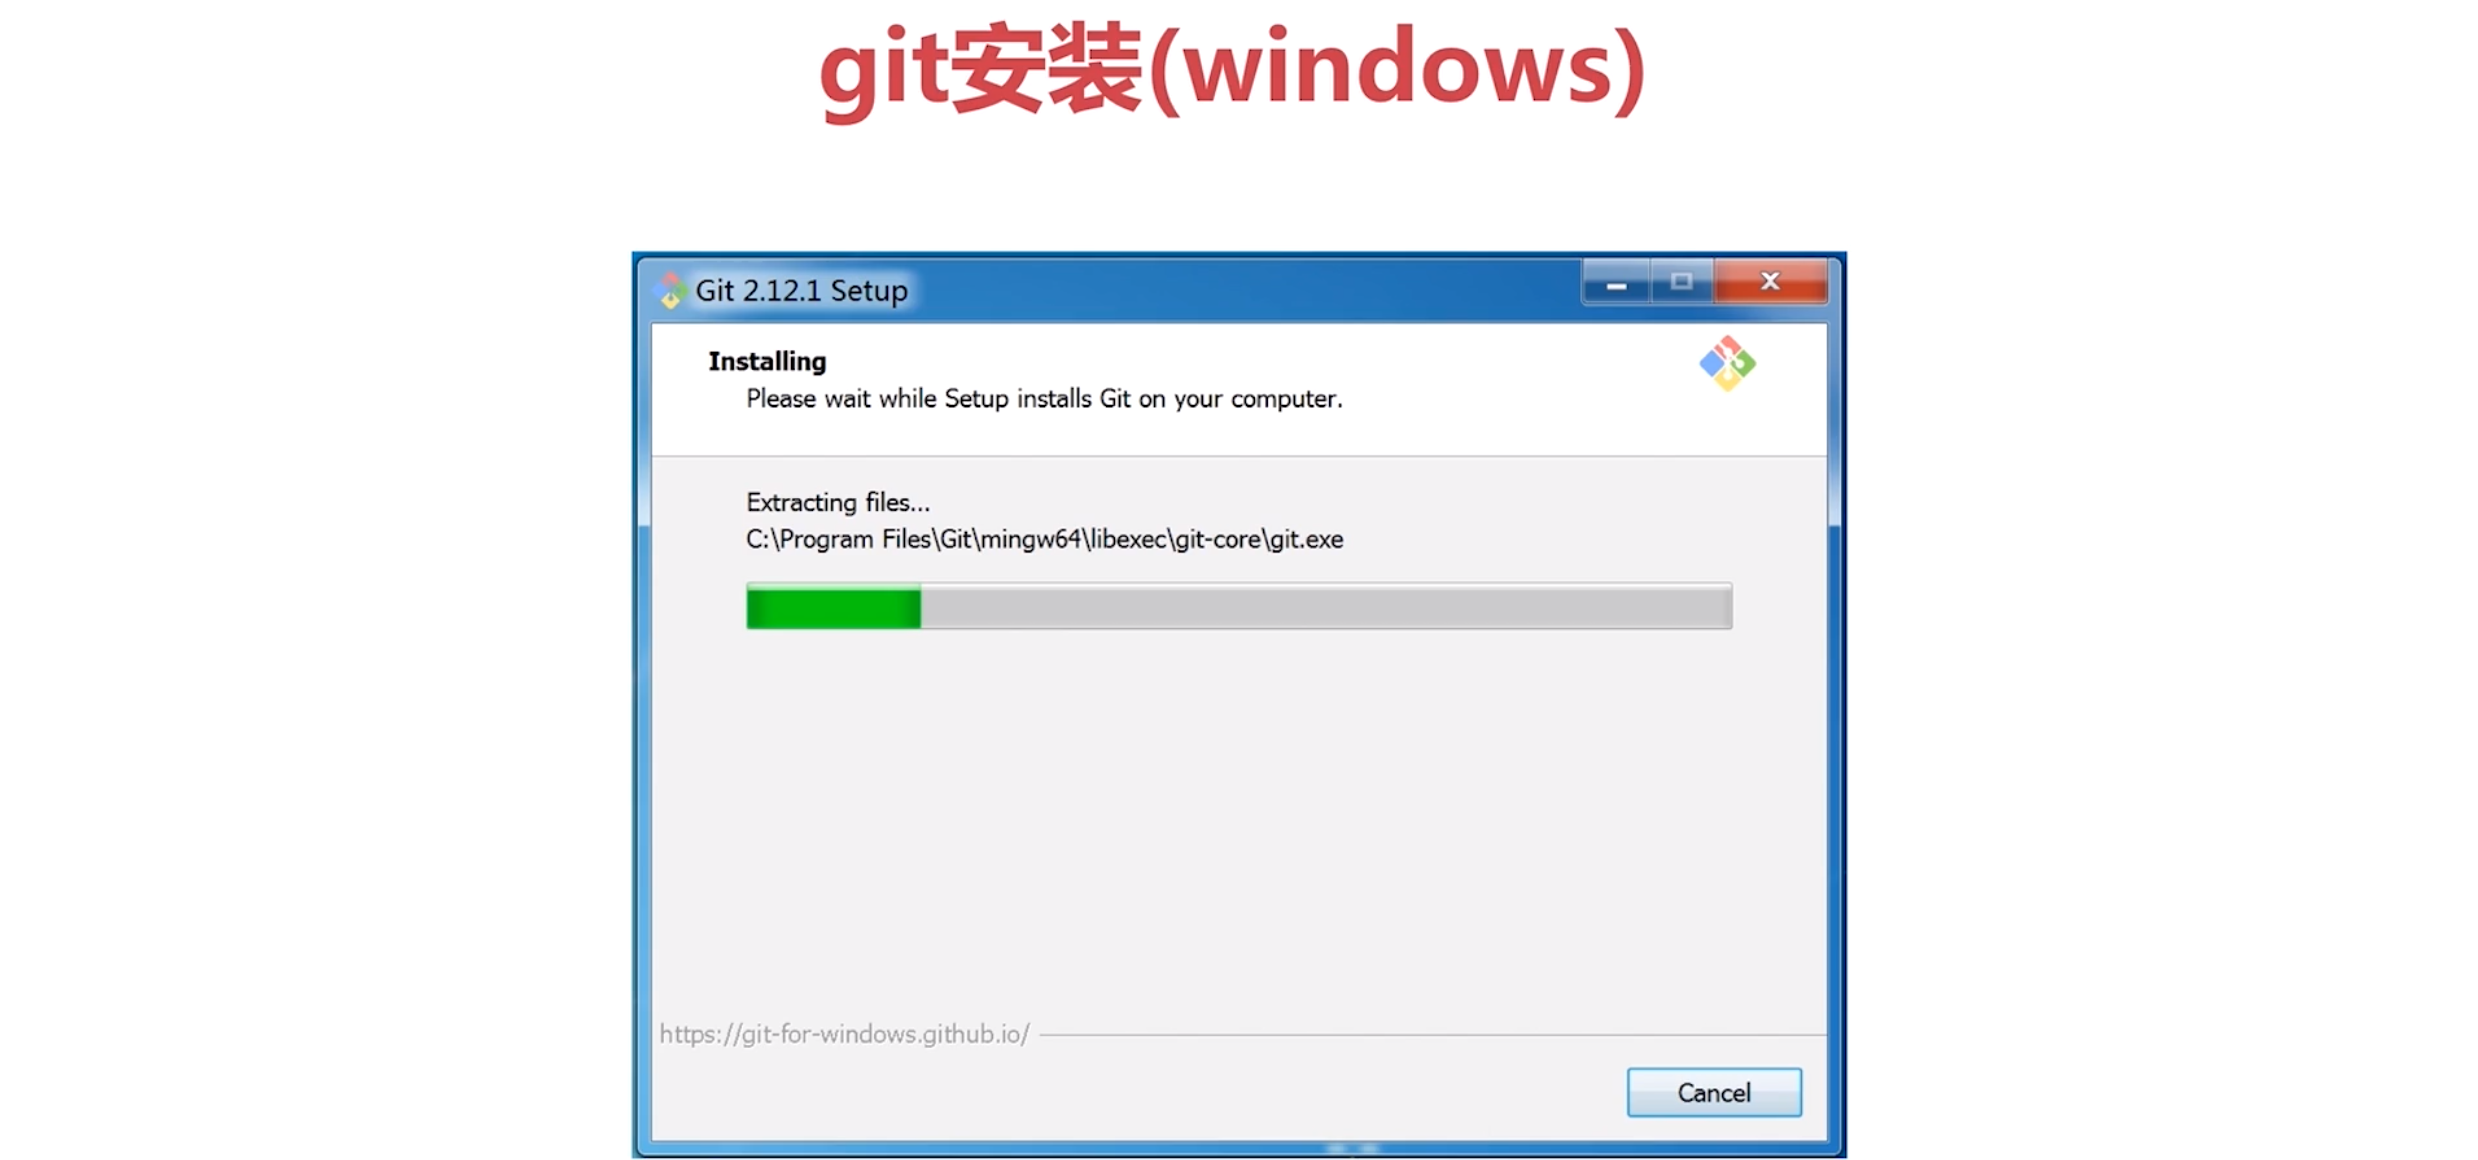 git安装(windows)
Git 2.12.1 Setup
Installing
Please wait while Setup installs Git on your computer.
Extracting files...
C:\Program Files\Git\mingw64\libexec\git-core\git.exe
https://git-for-windows.github.io/
Cancel